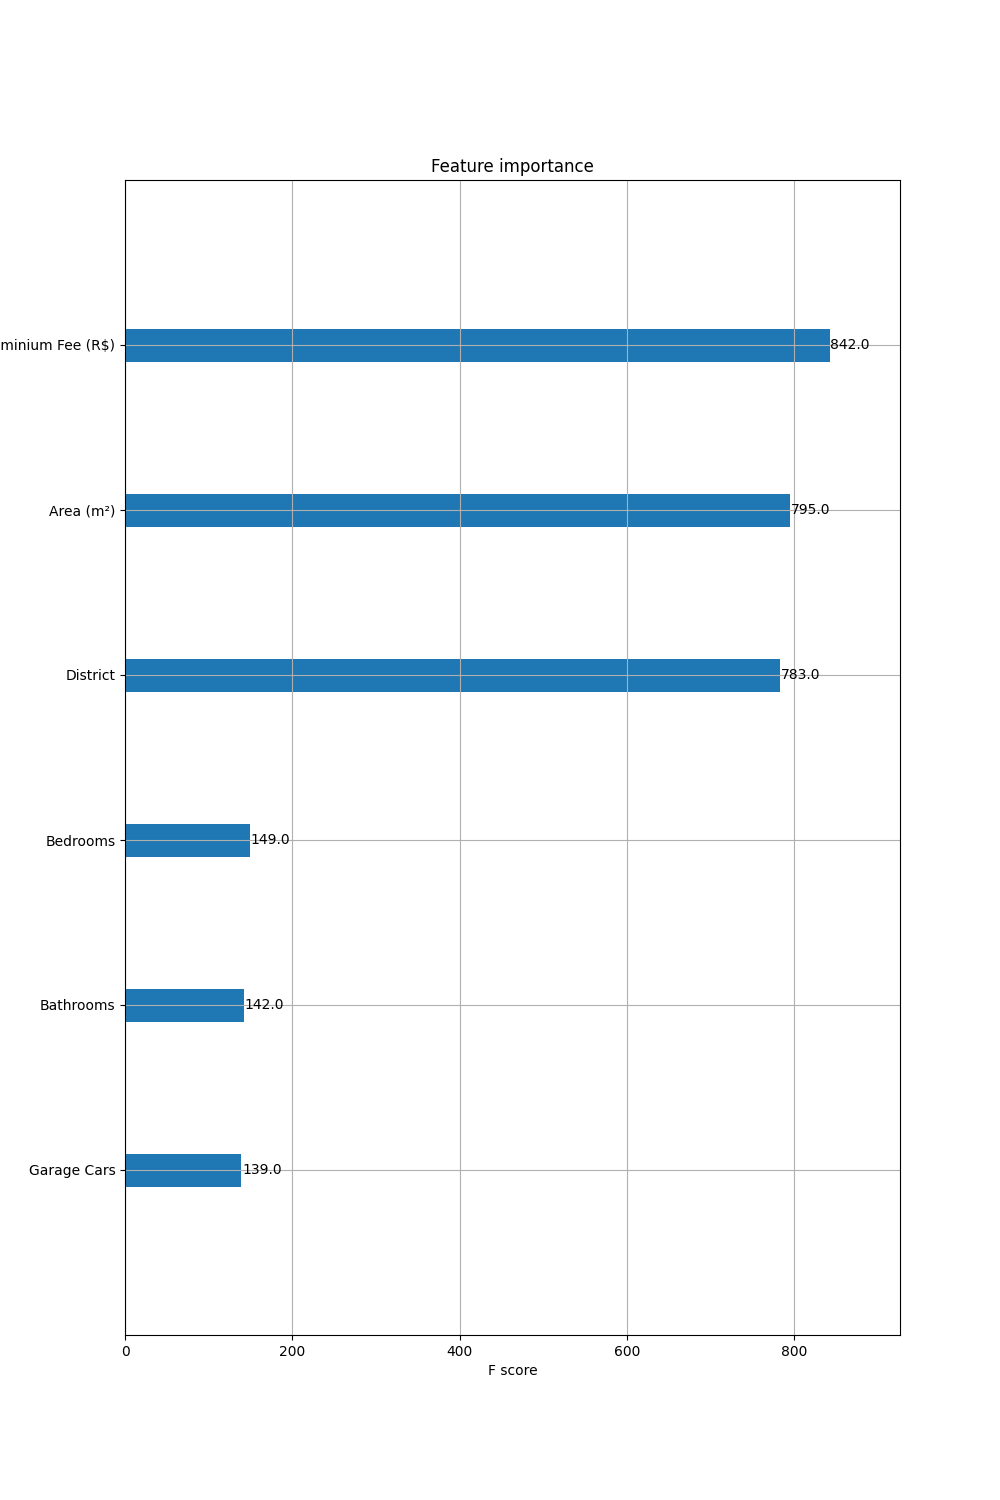 Feature importance
minium Fee (R$)
842.0
Area (m²)
795.0
District
783.0
Bedrooms
149.0
Bathrooms
142.0
Garage Cars
139.0
0 200 400 600 800
F score